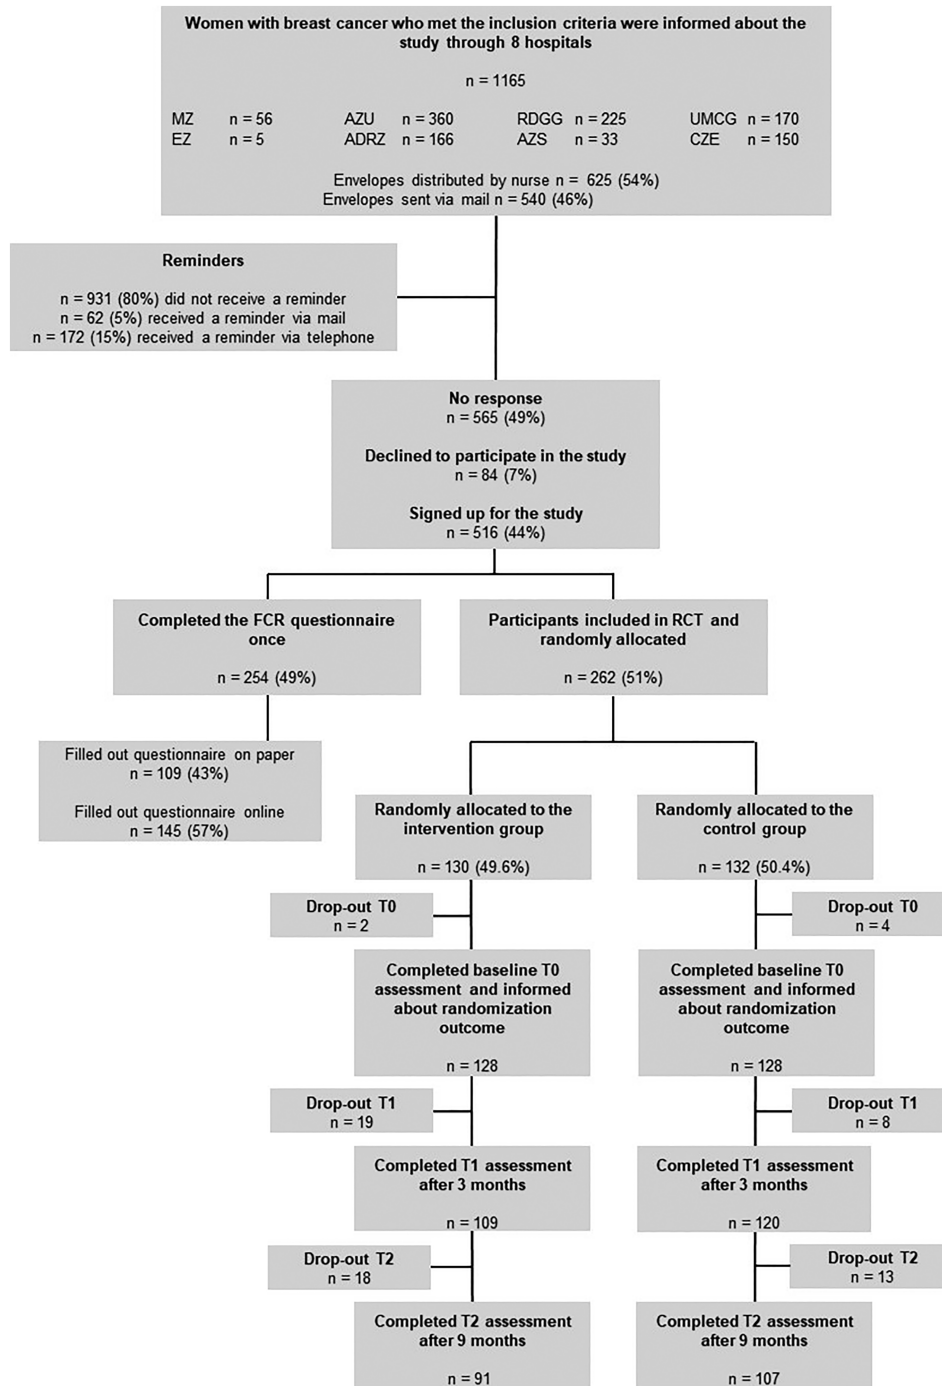 Women with breast cancer who met the inclusion criteria were informed about the
study through 8 hospitals
n = 1165
MZ n = 56 AZU n = 360 RDGG n = 225 UMCG n = 170
EZ n = 5 ADRZ n = 166 AZS n = 33 CZE n = 150
Envelopes distributed by nurse n = 625 (54%)
Envelopes sent via mail n = 540 (46%)
Reminders
n = 931 (80%) did not receive a reminder
n = 62 (5%) received a reminder via mail
n = 172 (15%) received a reminder via telephone
No response
n = 565 (49%)
Declined to participate in the study
n = 84 (7%)
Signed up for the study
n = 516 (44%)
Completed the FCR questionnaire
once
n = 254 (49%)
Participants included in RCT and
randomly allocated
n = 262 (51%)
Filled out questionnaire on paper
n = 109 (43%)
Filled out questionnaire online
n = 145 (57%)
Randomly allocated to the
intervention group
n = 130 (49.6%)
Randomly allocated to the
control group
n = 132 (50.4%)
Drop-out T0
n = 2
Drop-out T0
n = 4
Completed baseline T0
assessment and informed
about randomization
outcome
n = 128
Completed baseline T0
assessment and informed
about randomization
outcome
n = 128
Drop-out T1
n = 19
Drop-out T1
n = 8
Completed T1 assessment
after 3 months
n = 109
Completed T1 assessment
after 3 months
n = 120
Drop-out T2
n = 18
Drop-out T2
n = 13
Completed T2 assessment
after 9 months
n = 91
Completed T2 assessment
after 9 months
n = 107